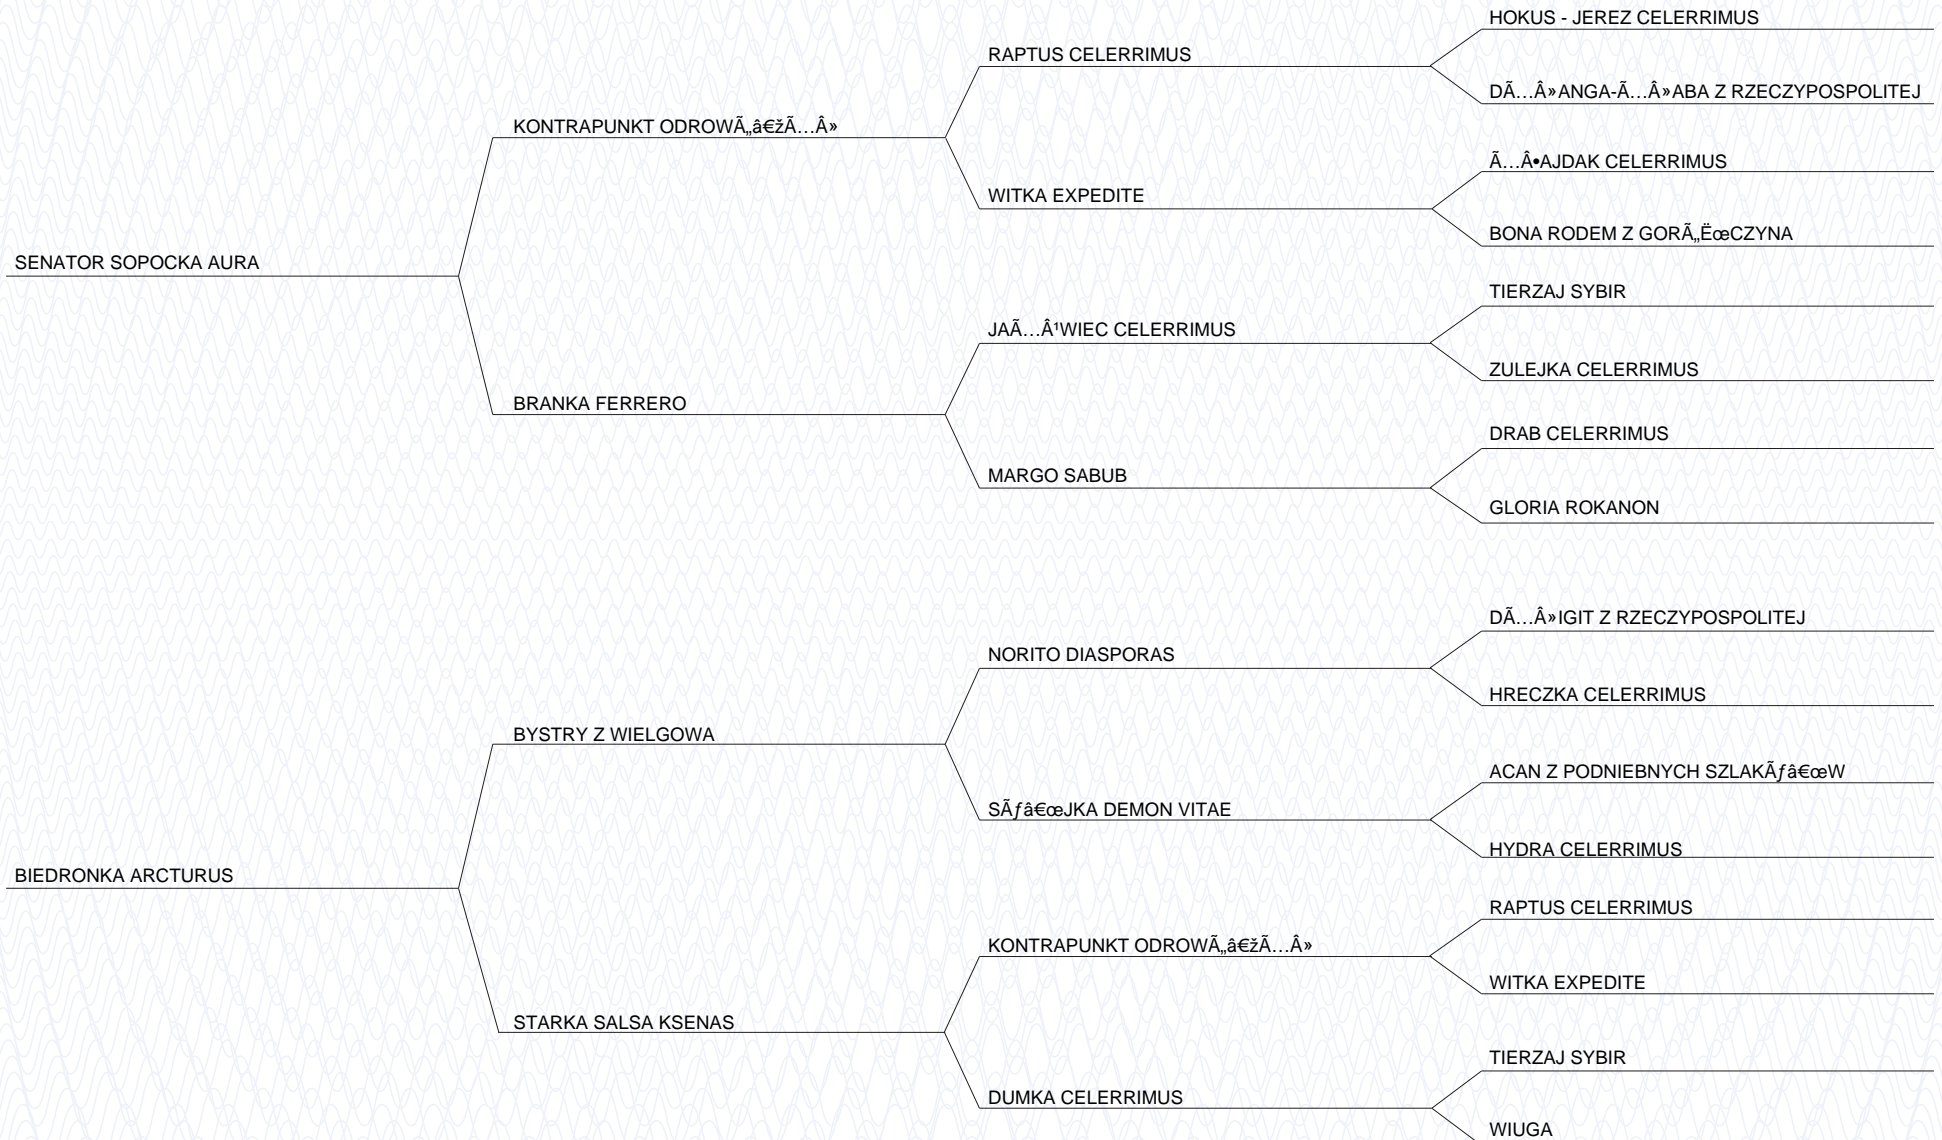 HOKUS - JEREZ CELERRIMUS
RAPTUS CELERRIMUS
DÃ…Â»ANGA-Ã…Â»ABA Z RZECZYPOSPOLITEJ
KONTRAPUNKT ODROWÃ„â€žÃ…Â»
Ã…Â•AJDAK CELERRIMUS
WITKA EXPEDITE
BONA RODEM Z GORÃ„ËœCZYNA
SENATOR SOPOCKA AURA
TIERZAJ SYBIR
JAÃ…Â¹WIEC CELERRIMUS
ZULEJKA CELERRIMUS
BRANKA FERRERO
DRAB CELERRIMUS
MARGO SABUB
GLORIA ROKANON
DÃ…Â»IGIT Z RZECZYPOSPOLITEJ
NORITO DIASPORAS
HRECZKA CELERRIMUS
BYSTRY Z WIELGOWA
ACAN Z PODNIEBNYCH SZLAKÃƒâ€œW
SÃƒâ€œJKA DEMON VITAE
HYDRA CELERRIMUS
BIEDRONKA ARCTURUS
RAPTUS CELERRIMUS
KONTRAPUNKT ODROWÃ„â€žÃ…Â»
WITKA EXPEDITE
STARKA SALSA KSENAS
TIERZAJ SYBIR
DUMKA CELERRIMUS
WIUGA